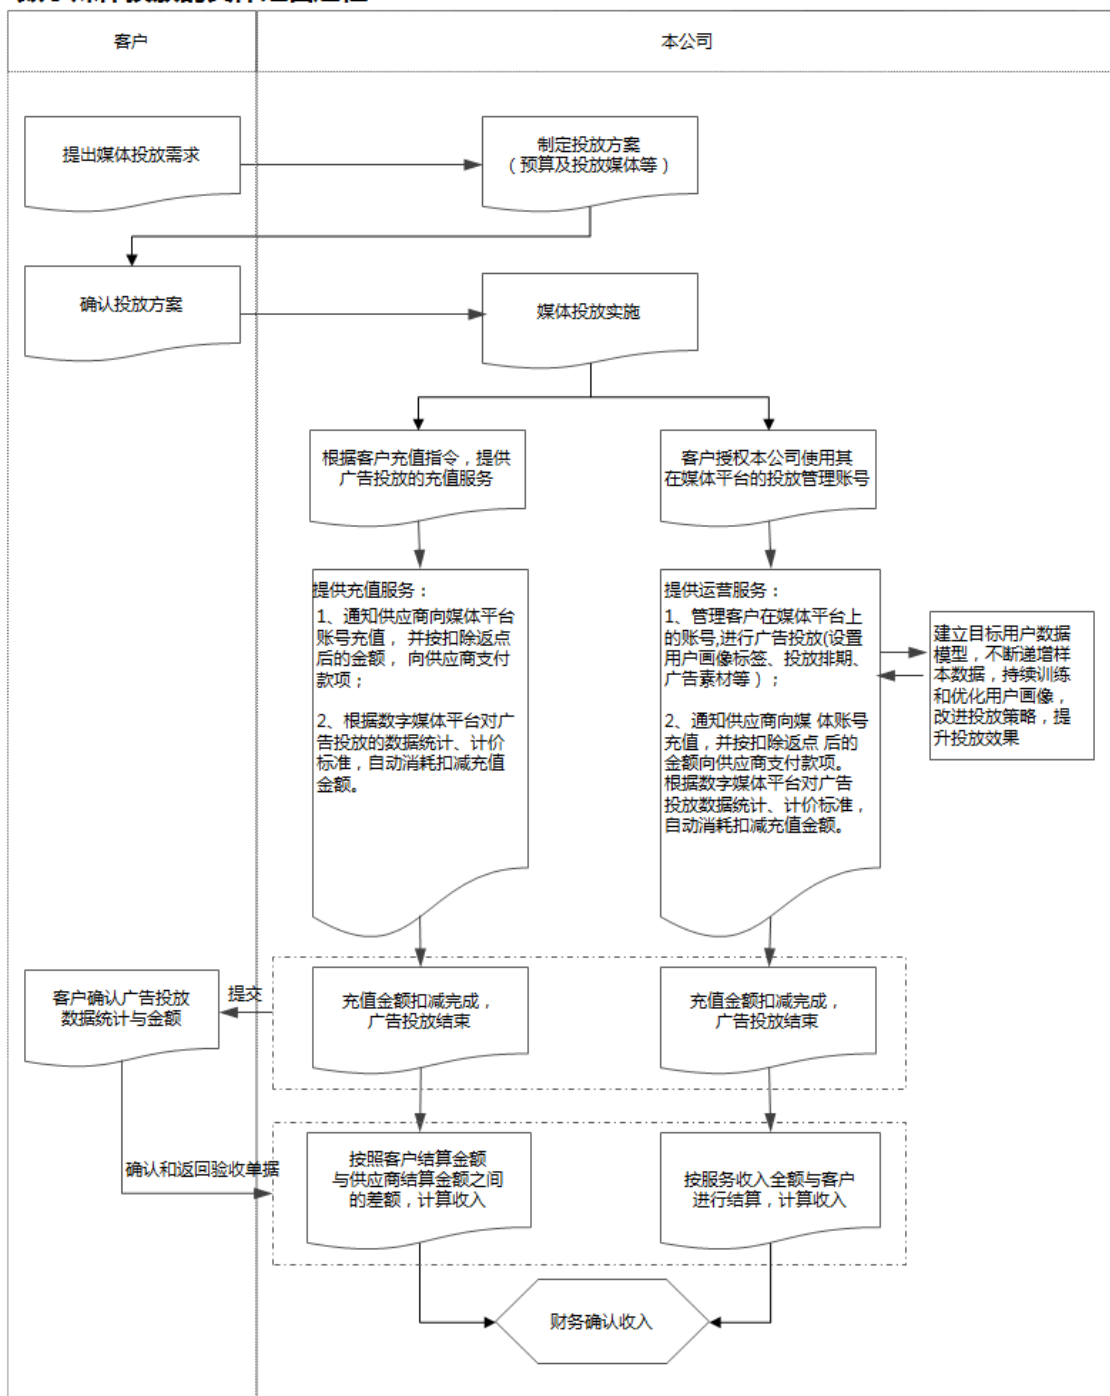 客户
本公司
提出媒体投放需求
制定投放方案
（预算及投放媒体等）
确认投放方案
媒体投放实施
根据客户充值指令，提供
广告投放的充值服务
客户授权本公司使用其
在媒体平台的投放管理账号
提供充值服务：
1、通知供应商向媒体平台
账号充值， 并按扣除返点
后的金额， 向供应商支付
款项；
2、根据数字媒体平台对广
告投放的数据统计、计价
标准，自动消耗扣减充值
金额。
提供运营服务：
1、管理客户在媒体平台上
的账号,进行广告投放(设置
用户画像标签、投放排期、
广告素材等）；
2、通知供应商向媒 体账号
充值，并按扣除返点 后的
金额向供应商支付款项。
根据数字媒体平台对广告
投放数据统计、计价标准，
自动消耗扣减充值金额。
建立目标用户数据
模型，不断递增样
本数据，持续训练
和优化用户画像，
改进投放策略，提
升投放效果
客户确认广告投放
数据统计与金额
提交
充值金额扣减完成，
广告投放结束
充值金额扣减完成，
广告投放结束
确认和返回验收单据
按照客户结算金额
与供应商结算金额之间
的差额，计算收入
按服务收入全额与客户
进行结算，计算收入
财务确认收入